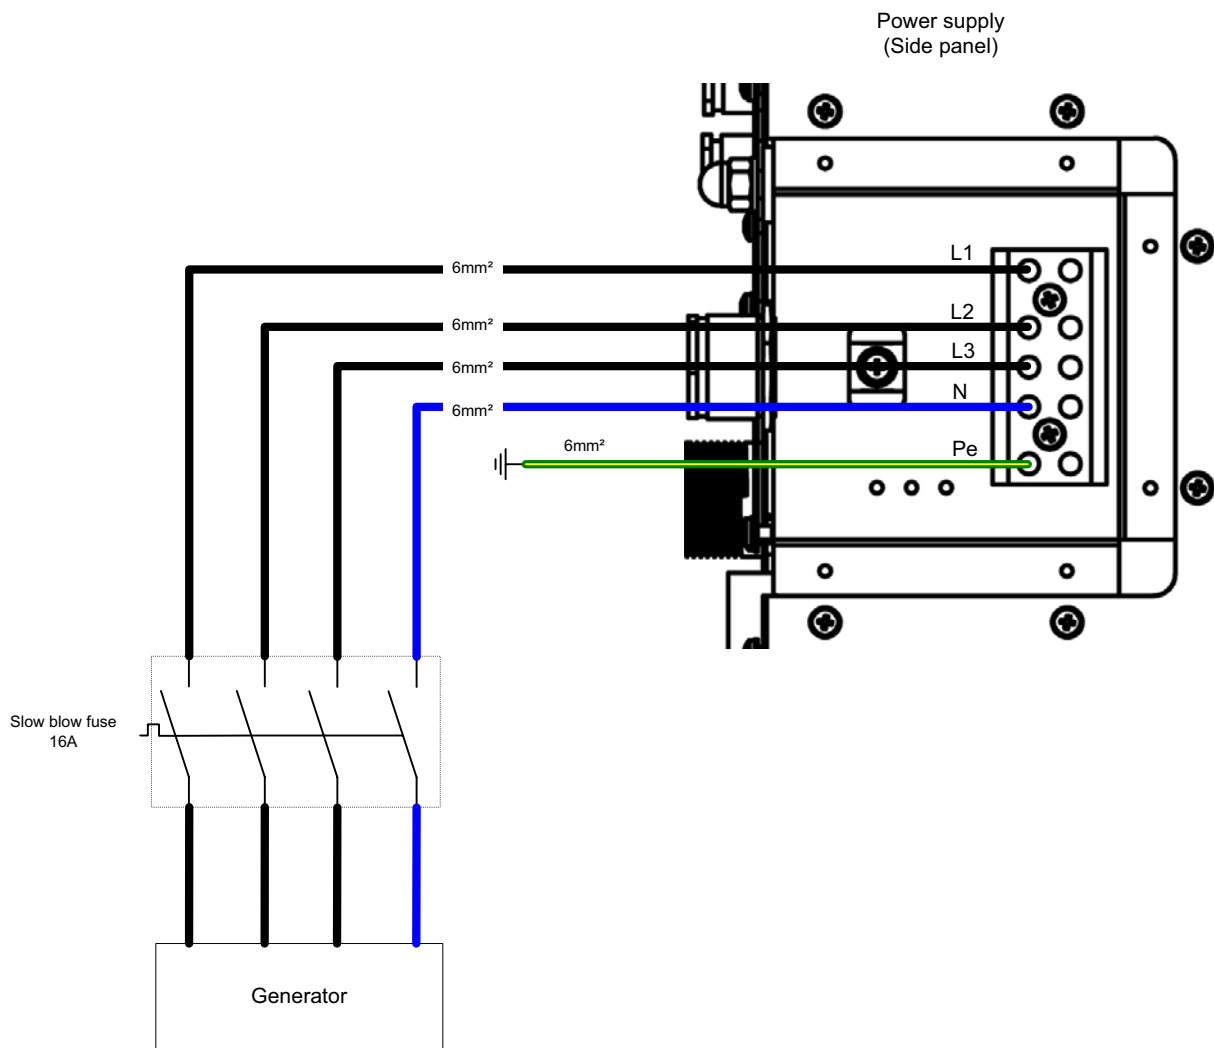 Power supply
(Side panel)
L1
6mm²
L2
6mm²
L3
6mm²
N
6mm²
6mm²
Pe
Slow blow fuse
16A
Generator